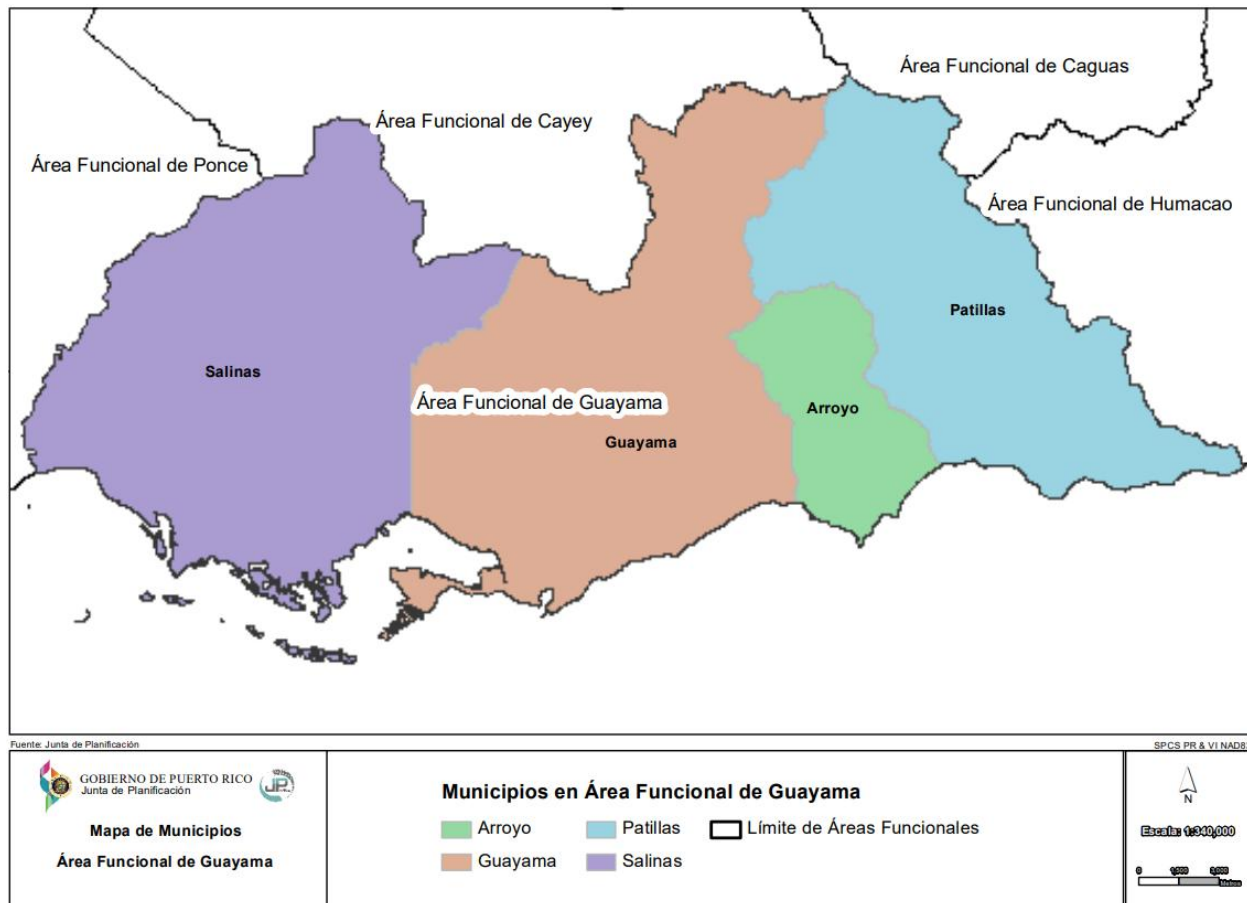 Área Funcional de Caguas
Área Funcional de Cayey
Área Funcional de Ponce
Área Funcional de Humacao
Patillas
Salinas
Área Funcional de Guayama
Arroyo
Guayama
Fuente: Junta de Planificación
SPCS PR & VI NAD83
GOBIERNO DE PUERTO RICO
Junta de Planificación
JP
Mapa de Municipios
Área Funcional de Guayama
Municipios en Área Funcional de Guayama
Arroyo
Patillas
Límite de Áreas Funcionales
Guayama
Salinas
N
Escala: 1:340,000
0
Metros